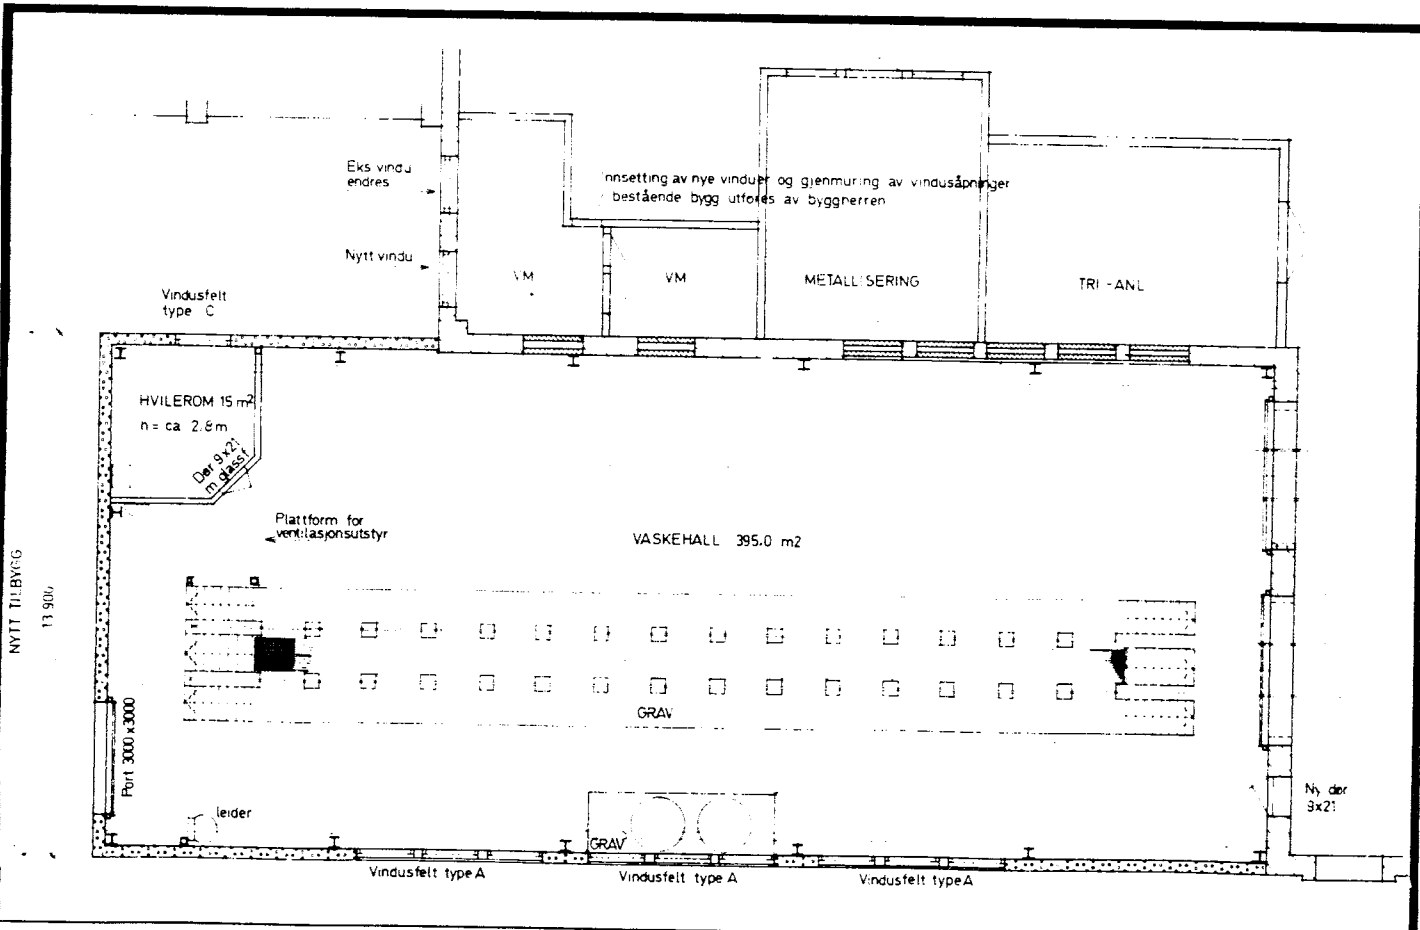 Eks vindu
endres
nnsetting av nye vinduer og gjenmuring av vindusåpninger
bestående bygg utføres av byggherren
Nytt vindu
VM
VM
METALLISERING
TRI -ANL
Vindusfelt
type C
HVILEROM 15 m²
h = ca 2.8 m
Dør 9x21
m glassf
Plattform for
ventilasjonsutstyr
VASKEHALL 395.0 m2
NYTT TILBYGG
13 900
GRAV
Port 3000 x 3000
leider
GRAV
Ny dør
9x21
Vindusfelt type A
Vindusfelt type A
Vindusfelt type A